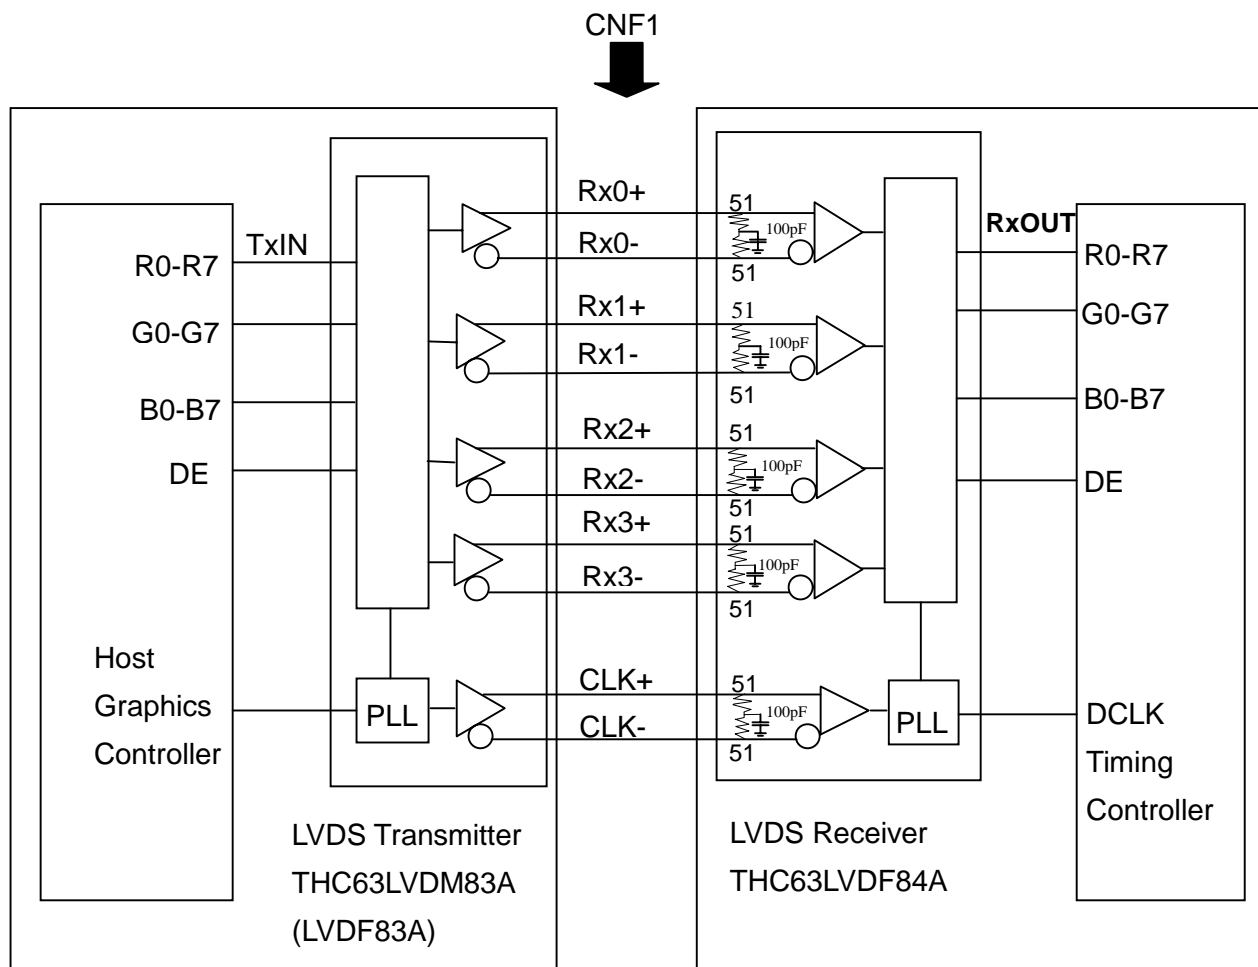 CNF1
TxIN
R0-R7
G0-G7
B0-B7
DE
Host
Graphics
Controller
PLL
Rx0+
Rx0-
Rx1+
Rx1-
Rx2+
Rx2-
Rx3+
Rx3-
CLK+
CLK-
51
100pF
51
51
100pF
51
51
100pF
51
51
100pF
51
51
100pF
51
PLL
RxOUT
R0-R7
G0-G7
B0-B7
DE
DCLK
Timing
Controller
LVDS Transmitter
THC63LVDM83A
(LVDF83A)
LVDS Receiver
THC63LVDF84A